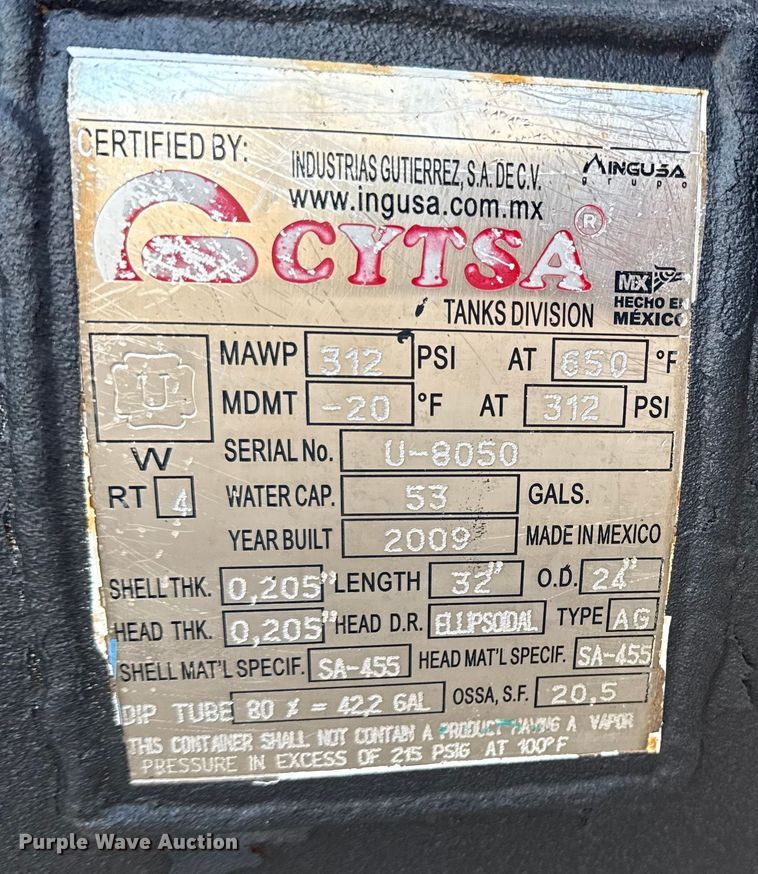 CERTIFIED BY: INDUSTRIAS GUTIERREZ, S.A. DE C.V. INGUSA
grupo
www.ingusa.com.mx
CYTSA ®
MX
TANKS DIVISION HECHO EN
MÉXICO
MAWP 312 PSI AT 650 °F
U
MDMT -20 °F AT 312 PSI
W SERIAL No. U-8050
RT 4 WATER CAP. 53 GALS.
YEAR BUILT 2009 MADE IN MEXICO
SHELL THK. 0,205" LENGTH 32" O.D. 24"
HEAD THK. 0,205" HEAD D.R. ELLIPSOIDAL TYPE AG
SHELL MAT'L SPECIF. SA-455 HEAD MAT'L SPECIF. SA-455
DIP TUBE 80 % = 42,2 GAL OSSA, S.F. 20,5
THIS CONTAINER SHALL NOT CONTAIN A PRODUCT HAVING A VAPOR
PRESSURE IN EXCESS OF 215 PSIG AT 100°F
Purple Wave Auction